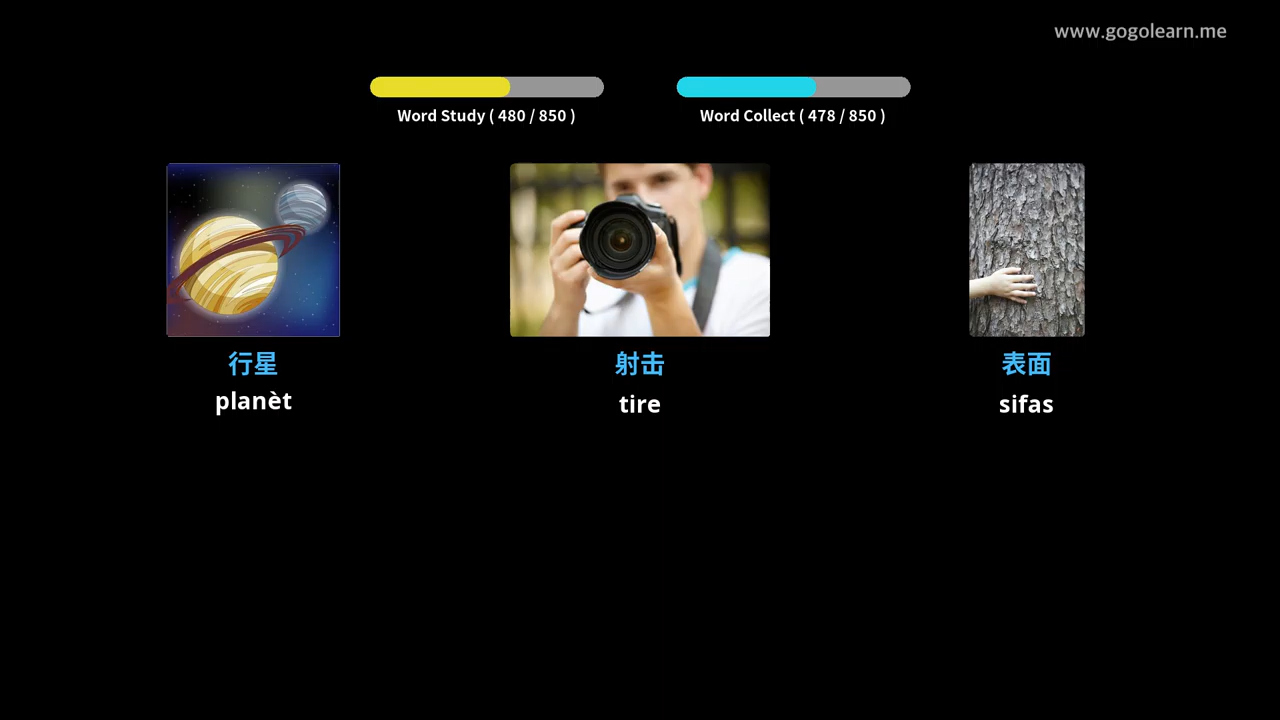 www.gogolearn.me
Word Study ( 480 / 850 )
Word Collect ( 478 / 850 )
行星
planèt
射击
tire
表面
sifas